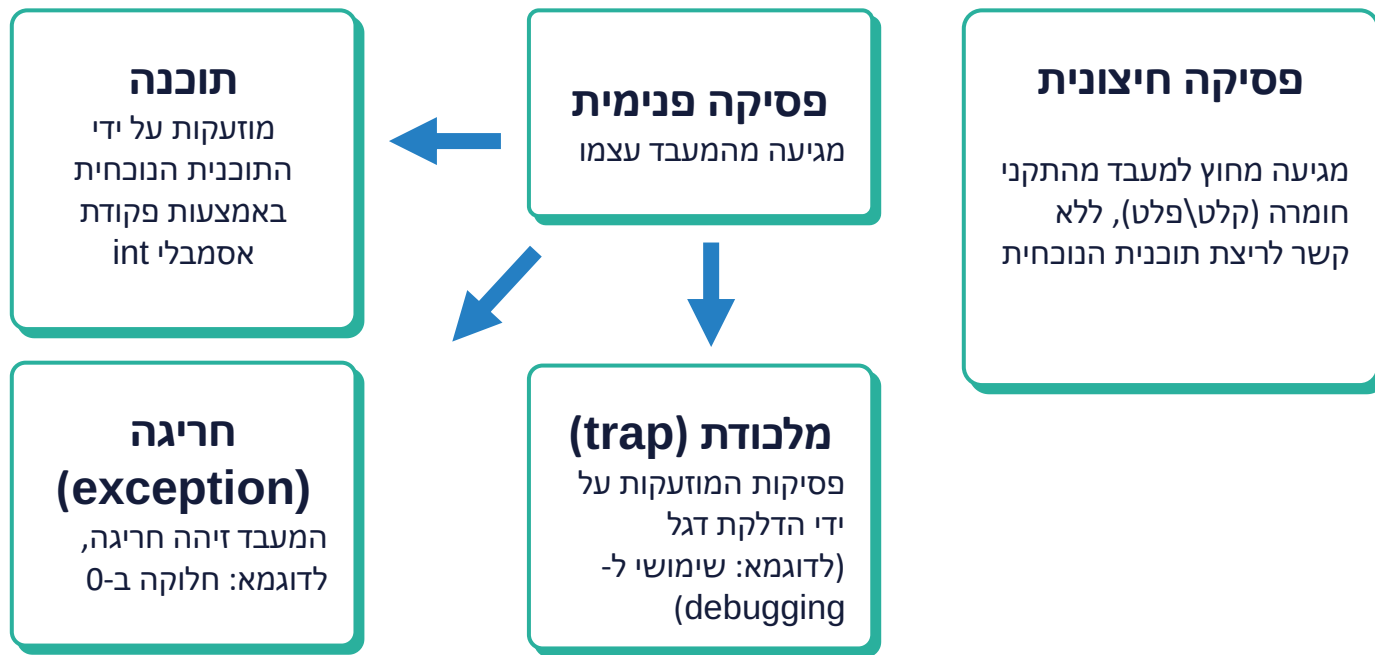 פסיקה חיצונית
מגיעה מחוץ למעבד מהתקני
חומרה (קלט\פלט), ללא
קשר לריצת תוכנית הנוכחית
פסיקה פנימית
מגיעה מהמעבד עצמו
תוכנה
מוזעקות על ידי
התוכנית הנוכחית
באמצעות פקודת
אסמבלי int
מלכודת (trap)
פסיקות המוזעקות על
ידי הדלקת דגל
(לדוגמא: שימושי ל-
debugging)
חריגה
(exception)
המעבד זיהה חריגה,
לדוגמא: חלוקה ב-0